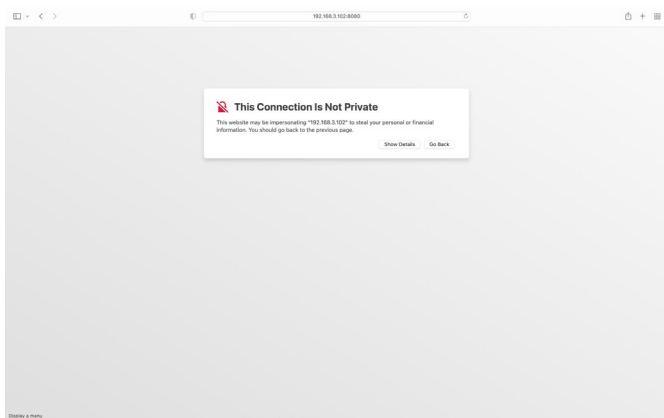 192.168.3.102:8080
This Connection Is Not Private
This website may be impersonating "192.168.3.102" to steal your personal or financial
information. You should go back to the previous page.
Show Details Go Back
Display a menu